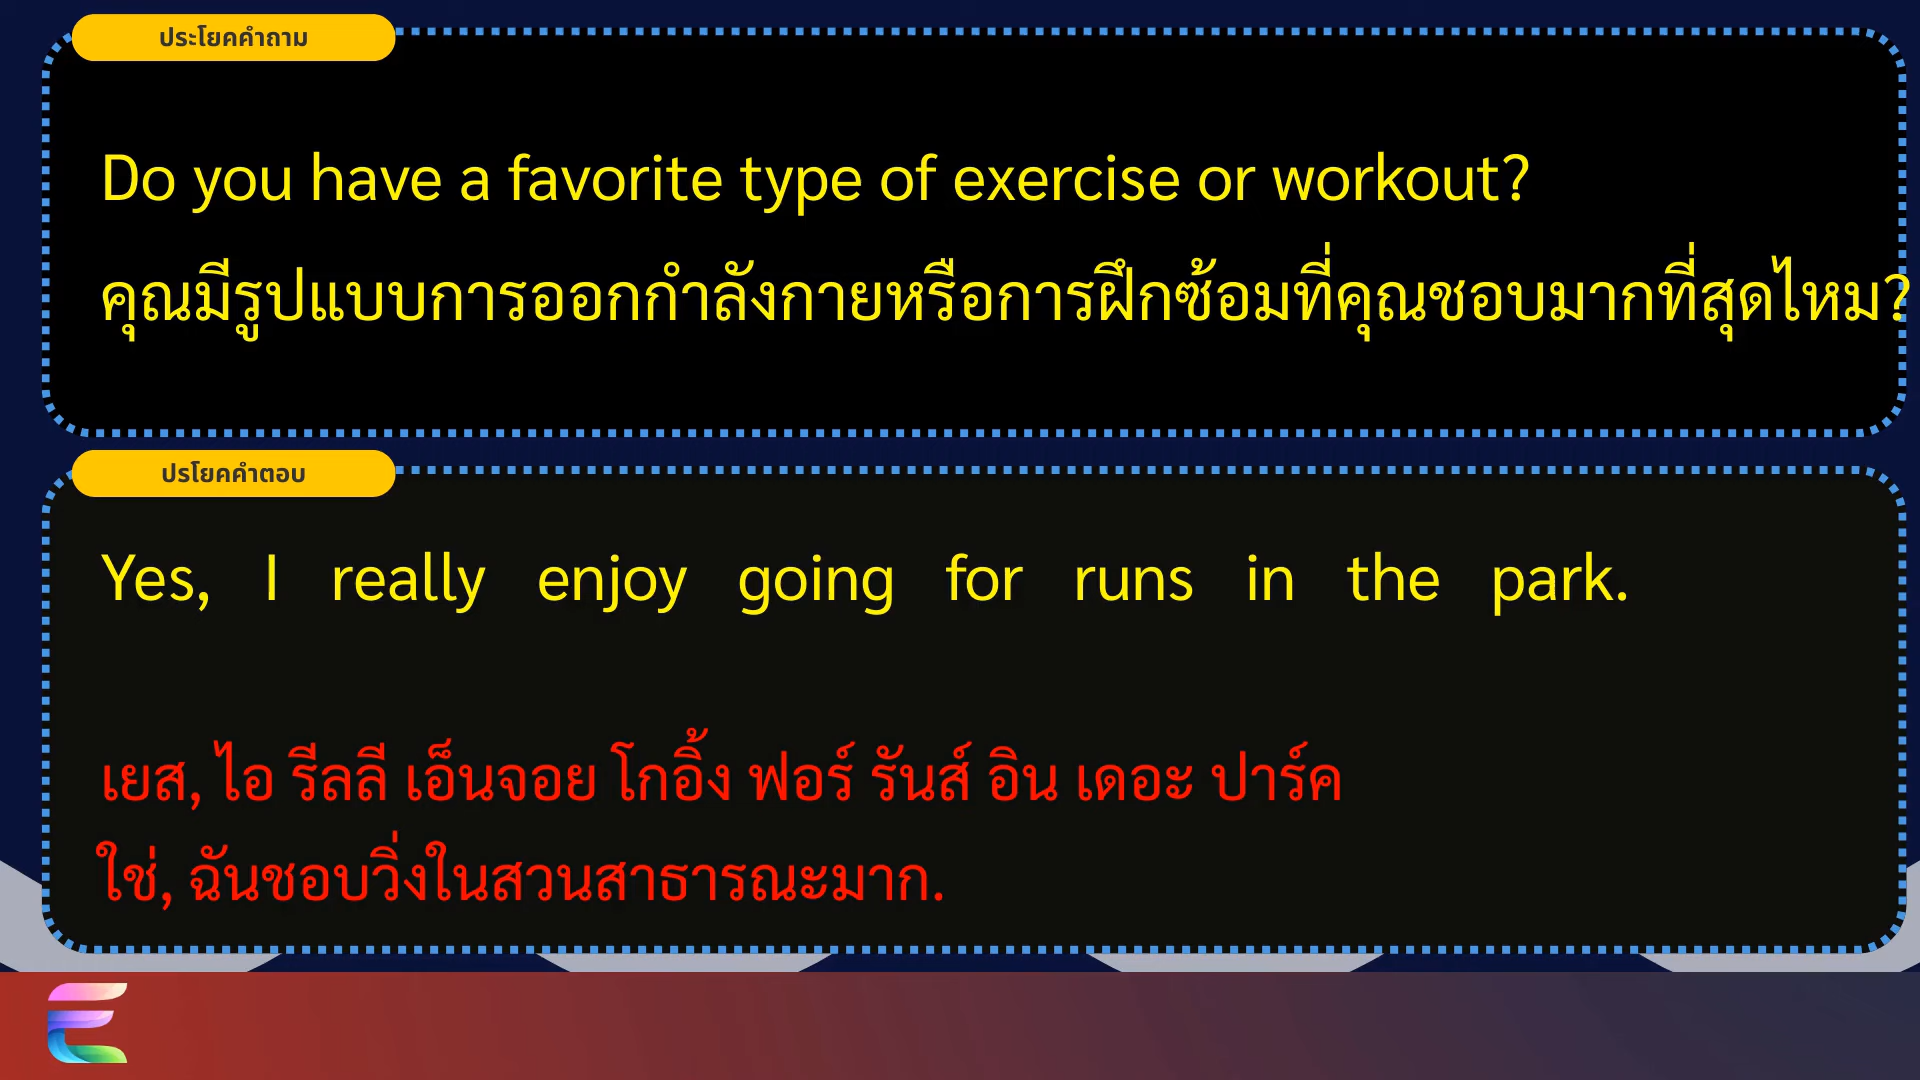 ประโยคคำถาม
Do you have a favorite type of exercise or workout?
คุณมีรูปแบบการออกกำลังกายหรือการฝึกซ้อมที่คุณชอบมากที่สุดไหม?
ปรโยคคำตอบ
Yes, I really enjoy going for runs in the park.
เยส, ไอ รีลลี เอ็นจอย โกอิ้ง ฟอร์ รันส์ อิน เดอะ ปาร์ค
ใช่, ฉันชอบวิ่งในสวนสาธารณะมาก.